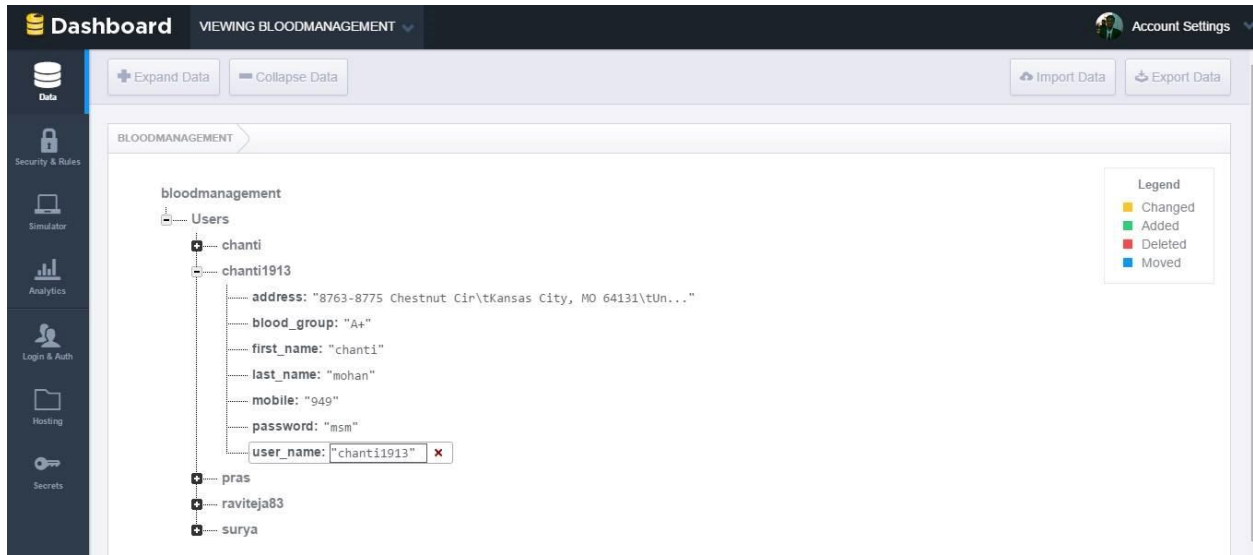 Dashboard VIEWING BLOODMANAGEMENT Account Settings
Data
Security & Rules
Simulator
Analytics
Login & Auth
Hosting
Secrets
Expand Data Collapse Data Import Data Export Data
BLOODMANAGEMENT
bloodmanagement
Users
chanti
chanti1913
address: "8763-8775 Chestnut Cir\tKansas City, MO 64131\tUn..."
blood_group: "A+"
first_name: "chanti"
last_name: "mohan"
mobile: "949"
password: "msm"
user_name: "chanti1913"
pras
raviteja83
surya
Legend
Changed
Added
Deleted
Moved